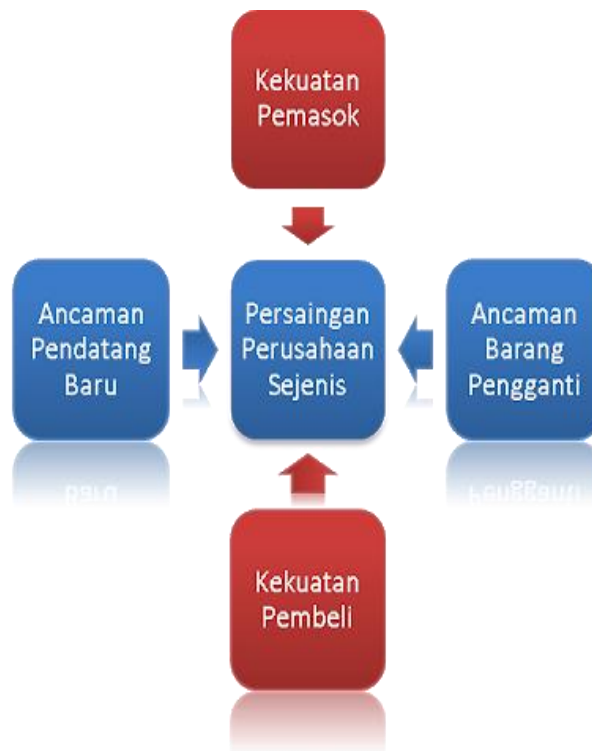 Kekuatan
Pemasok
Ancaman
Pendatang
Baru
Persaingan
Perusahaan
Sejenis
Ancaman
Barang
Pengganti
Kekuatan
Pembeli